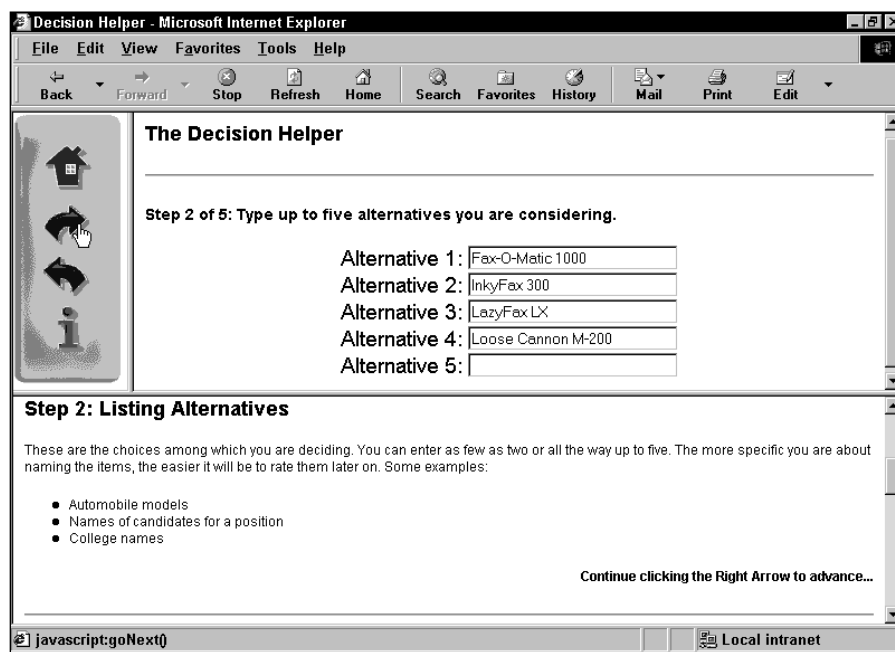 Decision Helper - Microsoft Internet Explorer
File Edit View Favorites Tools Help
Back Forward Stop Refresh Home Search Favorites History Mail Print Edit
The Decision Helper
Step 2 of 5: Type up to five alternatives you are considering.
Alternative 1: Fax-O-Matic 1000
Alternative 2: InkyFax 300
Alternative 3: LazyFax LX
Alternative 4: Loose Cannon M-200
Alternative 5:
Step 2: Listing Alternatives
These are the choices among which you are deciding. You can enter as few as two or all the way up to five. The more specific you are about
naming the items, the easier it will be to rate them later on. Some examples:
● Automobile models
● Names of candidates for a position
● College names
Continue clicking the Right Arrow to advance...
javascript:goNext() Local intranet